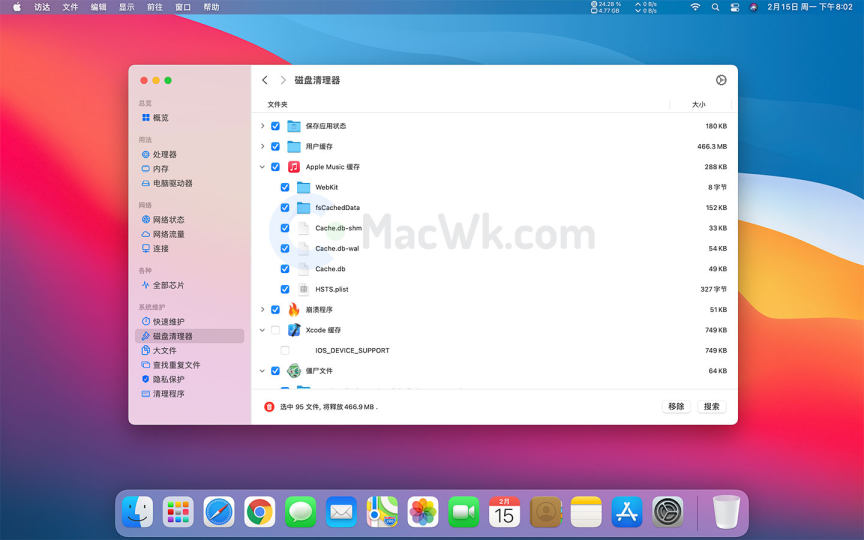 访达 文件 编辑 显示 前往 窗口 帮助 24.28 % 4.77 GB 0 B/s 0 B/s 2月15日 周一 下午8:02
磁盘清理器
总览
概览
用法
处理器
内存
电脑驱动器
网络
网络状态
网络流量
连接
各种
全部芯片
系统维护
快速维护
磁盘清理器
大文件
查找重复文件
隐私保护
清理程序
文件夹 大小
保存应用状态 180 KB
用户缓存 466.3 MB
Apple Music 缓存 288 KB
WebKit 8 字节
fsCachedData 152 KB
Cache.db-shm 33 KB
Cache.db-wal 54 KB
Cache.db 49 KB
HSTS.plist 327 字节
崩溃程序 51 KB
Xcode 缓存 749 KB
IOS_DEVICE_SUPPORT 749 KB
僵尸文件 64 KB
选中 95 文件, 将释放 466.9 MB .
移除 搜索
MacWk.com
2月
15